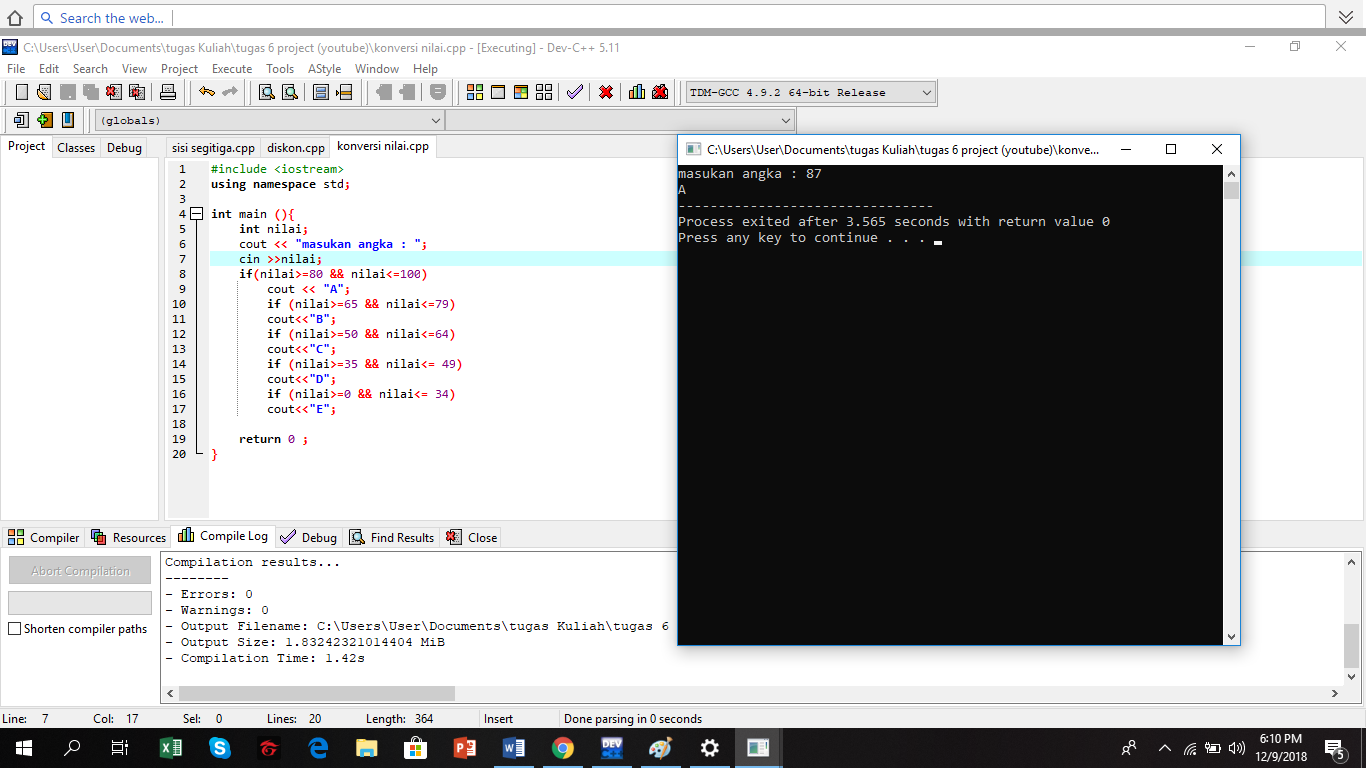 Search the web...
C:\Users\User\Documents\tugas Kuliah\tugas 6 project (youtube)\konversi nilai.cpp - [Executing] - Dev-C++ 5.11
File Edit Search View Project Execute Tools AStyle Window Help
TDM-GCC 4.9.2 64-bit Release
(globals)
Project Classes Debug
sisi segitiga.cpp diskon.cpp konversi nilai.cpp
1 #include <iostream>
2 using namespace std;
3
4 int main (){
5 int nilai;
6 cout << "masukan angka : ";
7 cin >>nilai;
8 if(nilai>=80 && nilai<=100)
9 cout << "A";
10 if (nilai>=65 && nilai<=79)
11 cout<<"B";
12 if (nilai>=50 && nilai<=64)
13 cout<<"C";
14 if (nilai>=35 && nilai<= 49)
15 cout<<"D";
16 if (nilai>=0 && nilai<= 34)
17 cout<<"E";
18
19 return 0 ;
20 }
C:\Users\User\Documents\tugas Kuliah\tugas 6 project (youtube)\konve...
masukan angka : 87
A
--------------------------------
Process exited after 3.565 seconds with return value 0
Press any key to continue . . .
Compiler Resources Compile Log Debug Find Results Close
Abort Compilation
Shorten compiler paths
Compilation results...
--------
- Errors: 0
- Warnings: 0
- Output Filename: C:\Users\User\Documents\tugas Kuliah\tugas 6
- Output Size: 1.83242321014404 MiB
- Compilation Time: 1.42s
Line: 7 Col: 17 Sel: 0 Lines: 20 Length: 364 Insert Done parsing in 0 seconds
6:10 PM
12/9/2018
5